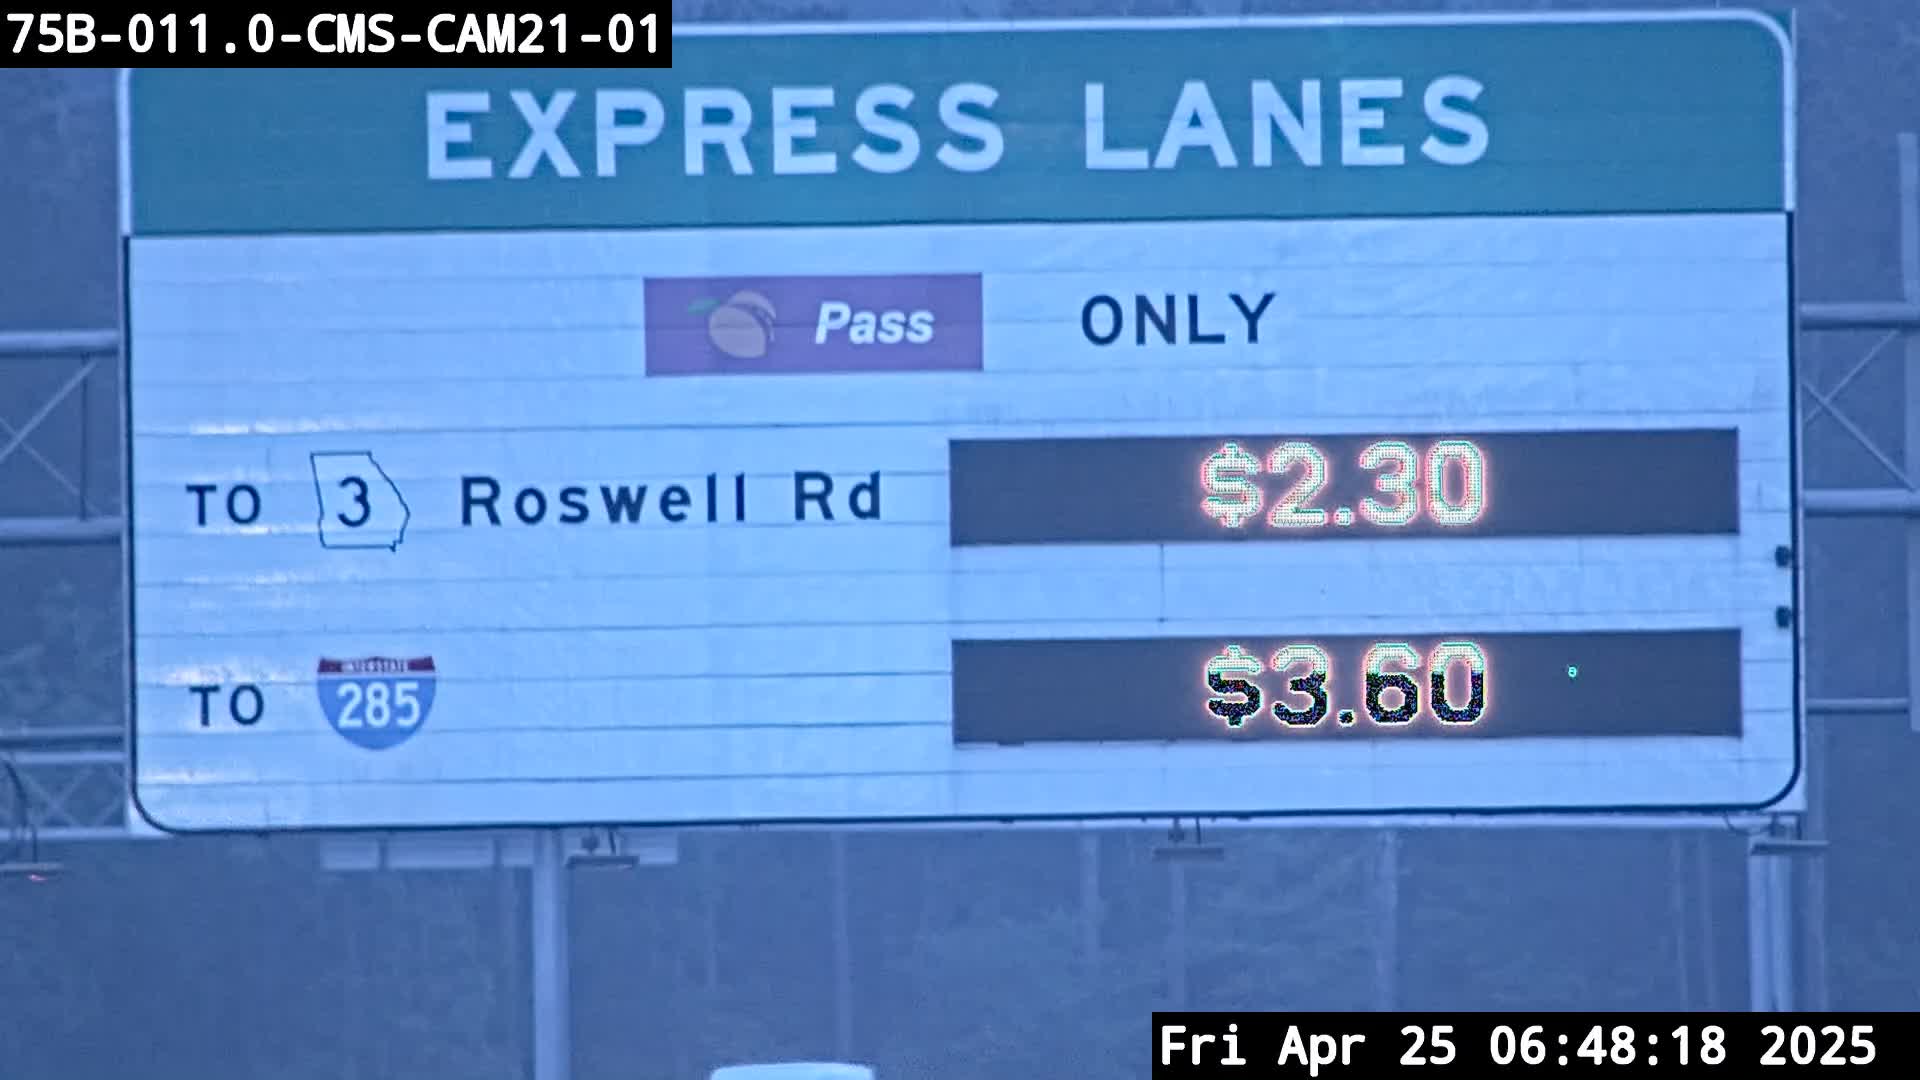 75B-011.0-CMS-CAM21-01
EXPRESS LANES
Pass ONLY
TO 3 Roswell Rd $2.30
INTERSTATE
TO 285 $3.60
Fri Apr 25 06:48:18 2025